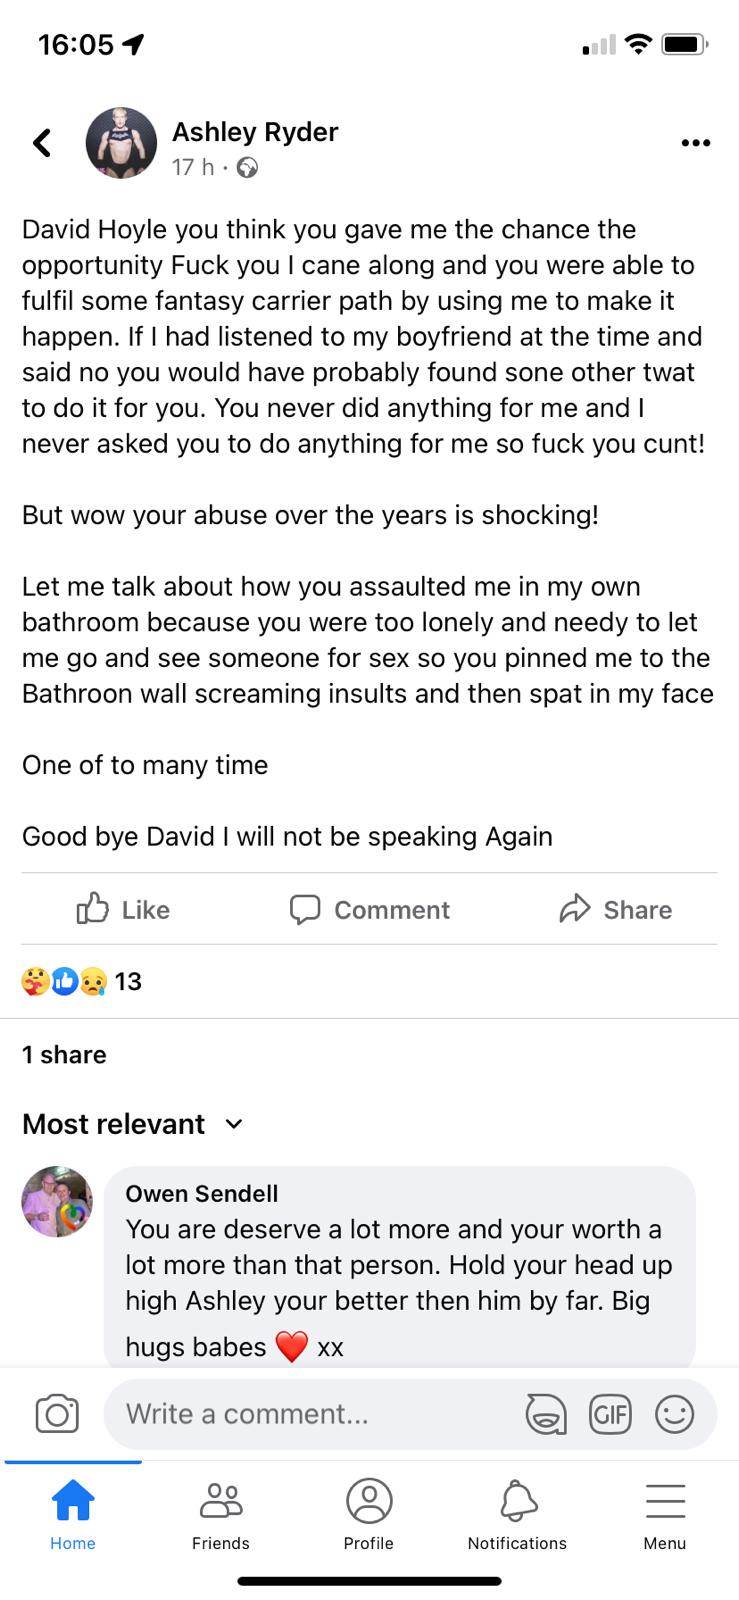 16:05
Ashley Ryder
17 h ·
David Hoyle you think you gave me the chance the
opportunity Fuck you I cane along and you were able to
fulfil some fantasy carrier path by using me to make it
happen. If I had listened to my boyfriend at the time and
said no you would have probably found sone other twat
to do it for you. You never did anything for me and I
never asked you to do anything for me so fuck you cunt!
But wow your abuse over the years is shocking!
Let me talk about how you assaulted me in my own
bathroom because you were too lonely and needy to let
me go and see someone for sex so you pinned me to the
Bathroon wall screaming insults and then spat in my face
One of to many time
Good bye David I will not be speaking Again
Like Comment Share
13
1 share
Most relevant
Owen Sendell
You are deserve a lot more and your worth a
lot more than that person. Hold your head up
high Ashley your better then him by far. Big
hugs babes ❤️ xx
Write a comment... GIF
Home Friends Profile Notifications Menu